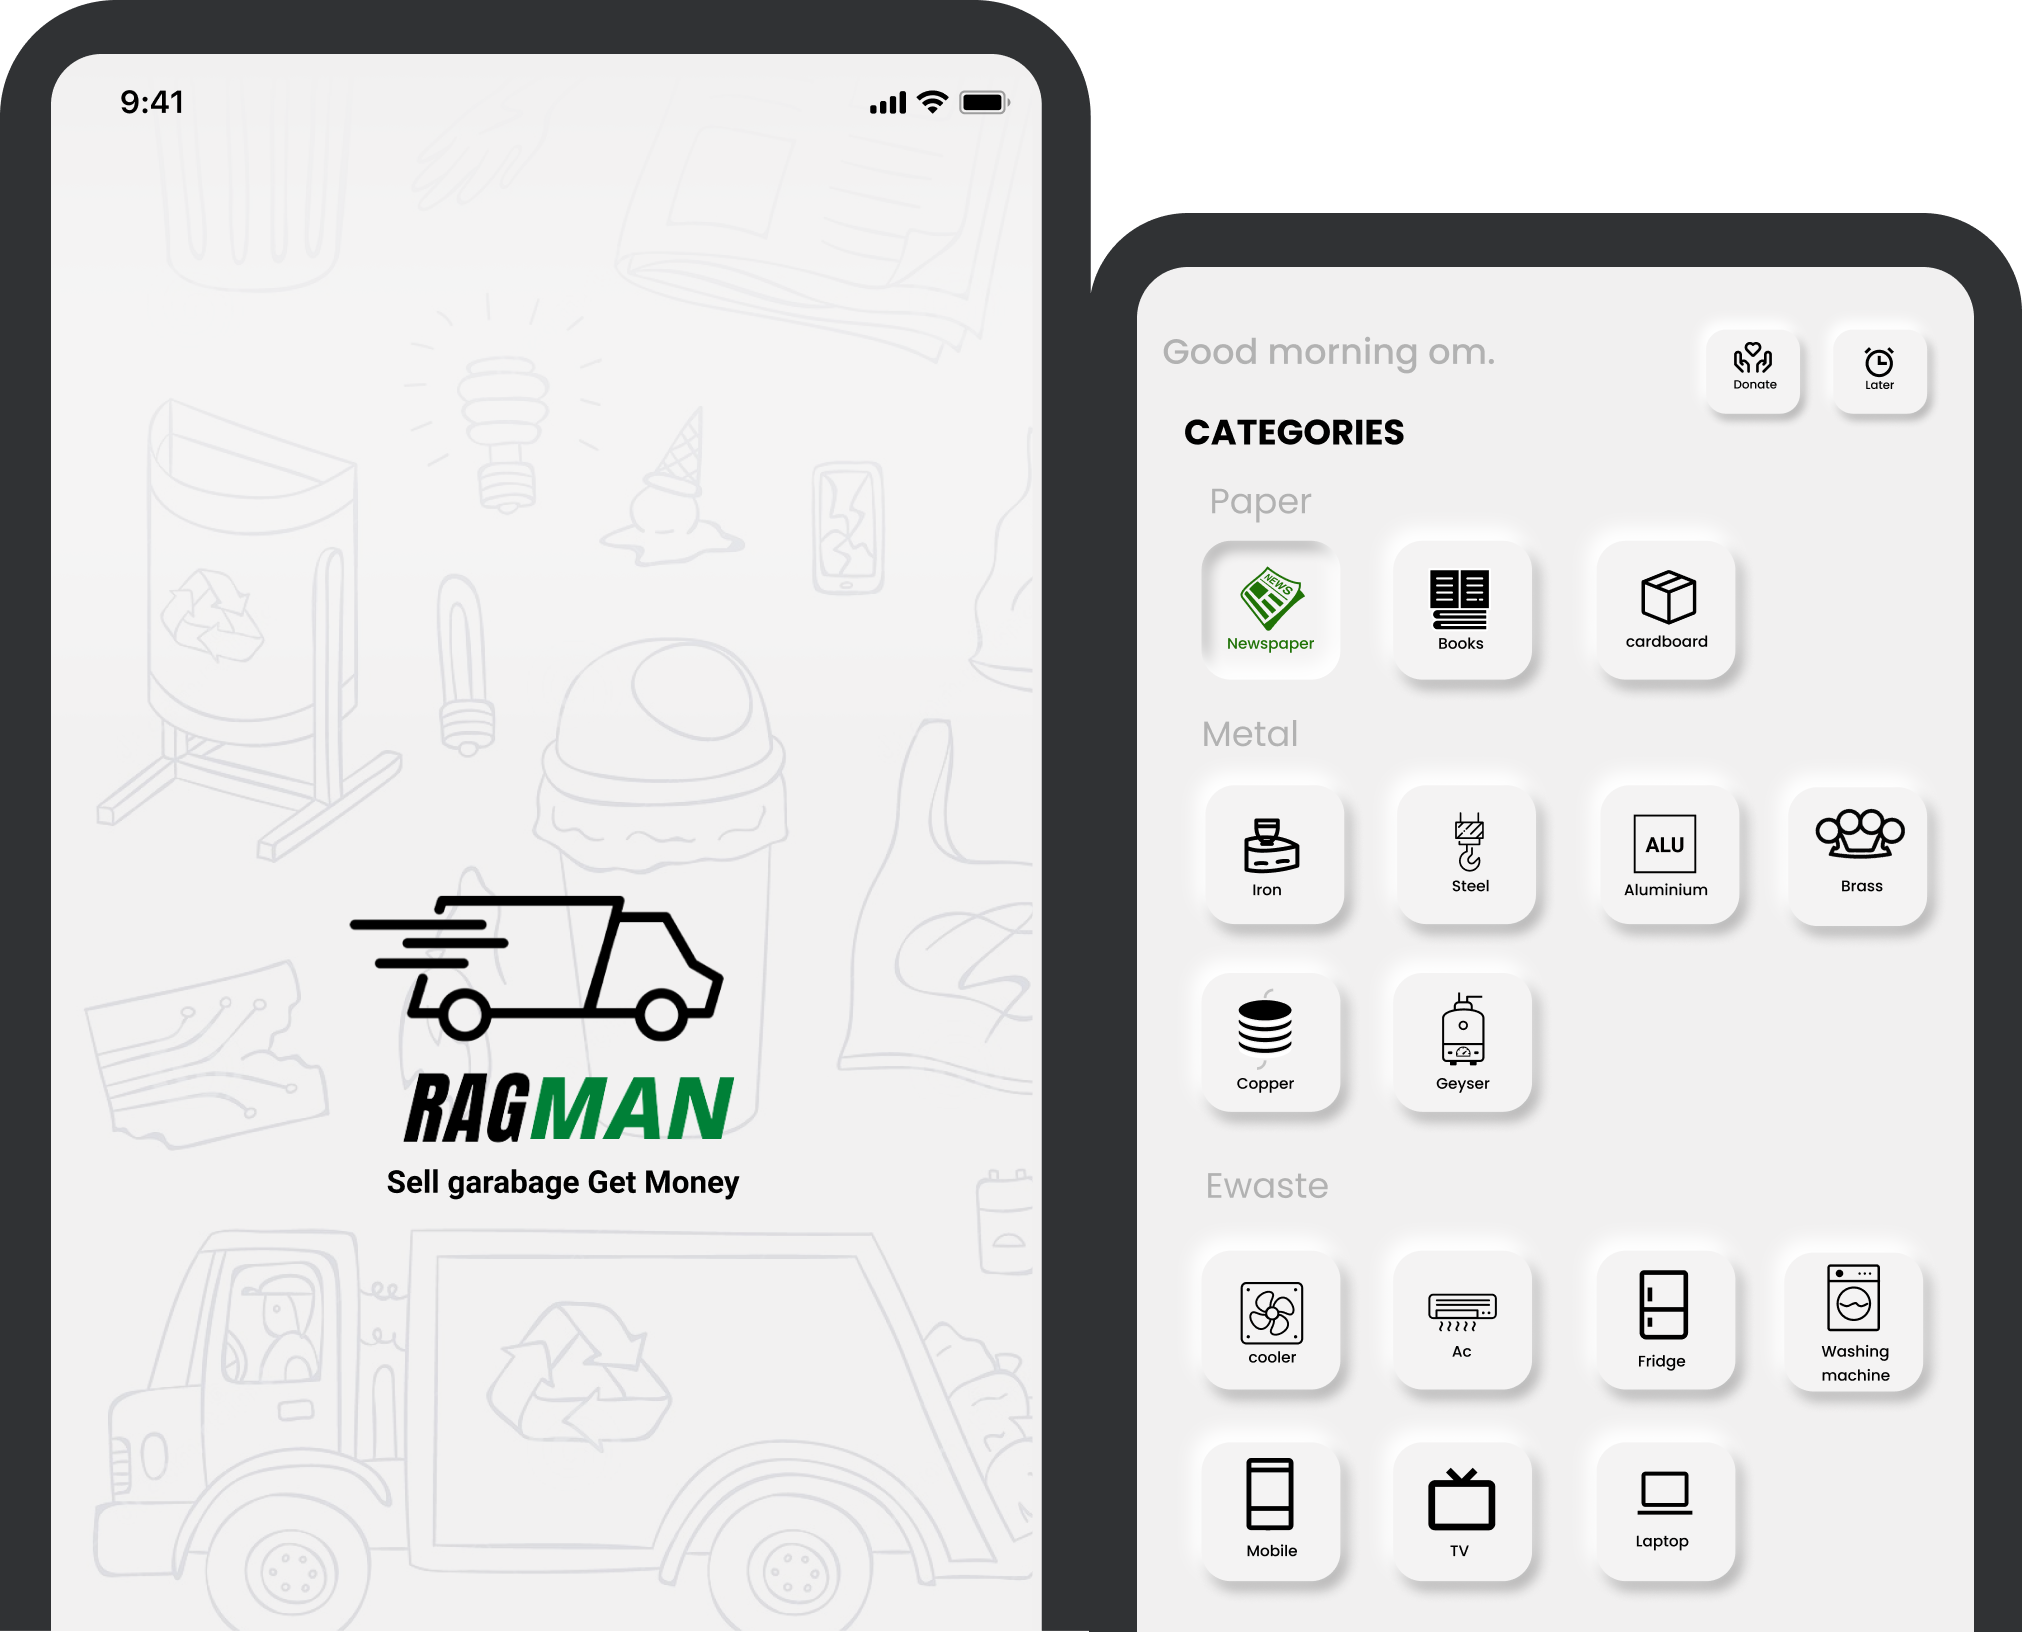 9:41
RAGMAN
Sell garabage Get Money
Good morning om.
Donate
Later
CATEGORIES
Paper
NEWS
Newspaper
Books
cardboard
Metal
Iron
Steel
ALU
Aluminium
Brass
Copper
Geyser
Ewaste
cooler
Ac
Fridge
Washing
machine
Mobile
TV
Laptop